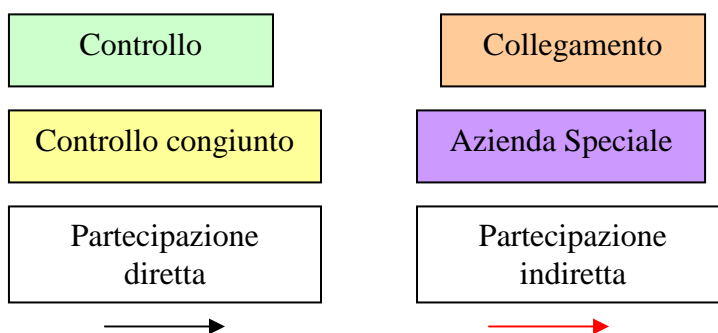 Controllo
Collegamento
Controllo congiunto
Azienda Speciale
Partecipazione
diretta
Partecipazione
indiretta